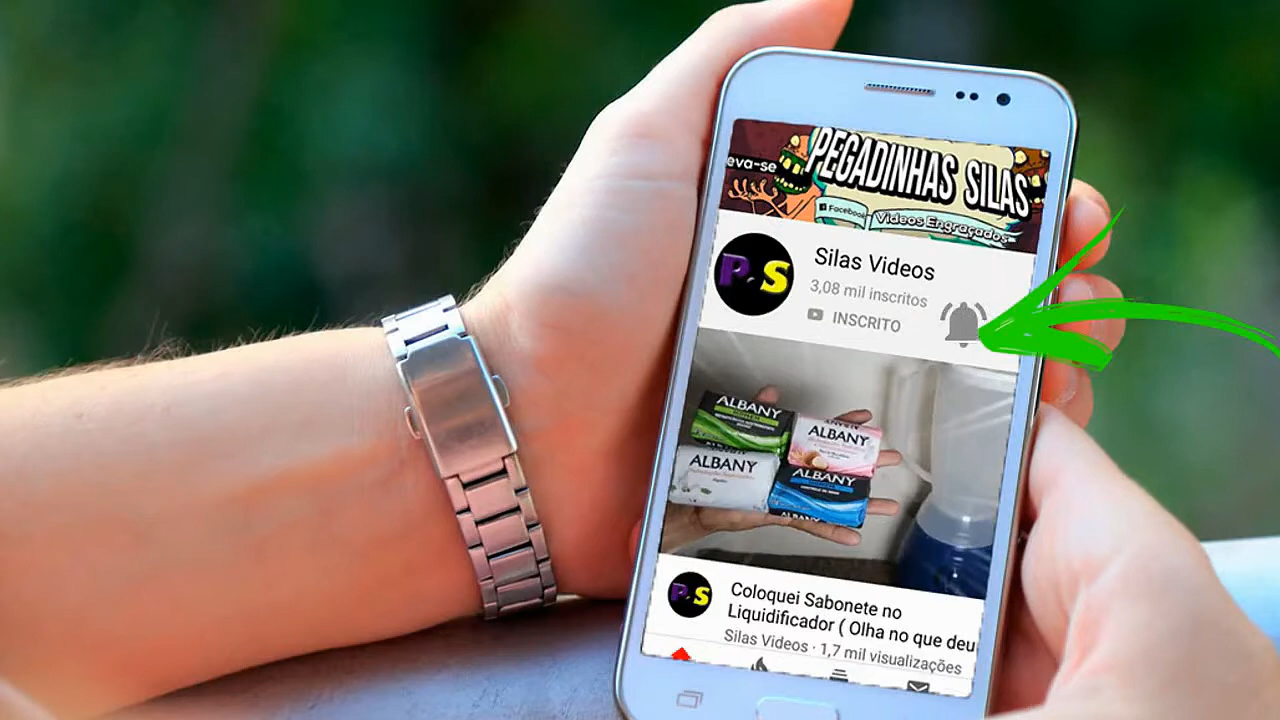 eva-se
PEGADINHAS SILAS
Facebook
Videos Engraçados
P.S
Silas Videos
3,08 mil inscritos
INSCRITO
ALBANY
ALBANY
ALBANY
ALBANY
P.S
Coloquei Sabonete no
Liquidificador ( Olha no que deu
Silas Videos · 1,7 mil visualizações